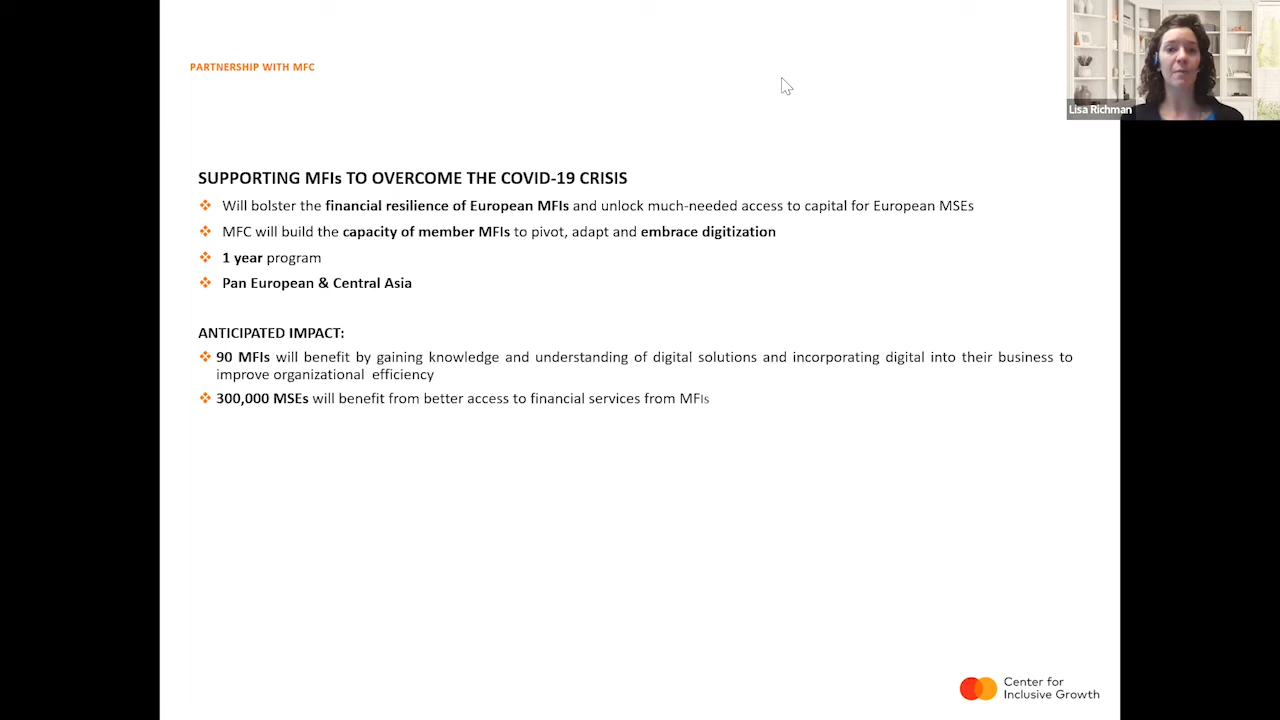 PARTNERSHIP WITH MFC
Lisa Richman
SUPPORTING MFIs TO OVERCOME THE COVID-19 CRISIS
Will bolster the financial resilience of European MFIs and unlock much-needed access to capital for European MSEs
MFC will build the capacity of member MFIs to pivot, adapt and embrace digitization
1 year program
Pan European & Central Asia
ANTICIPATED IMPACT:
90 MFIs will benefit by gaining knowledge and understanding of digital solutions and incorporating digital into their business to
improve organizational efficiency
300,000 MSEs will benefit from better access to financial services from MFIs
Center for
Inclusive Growth